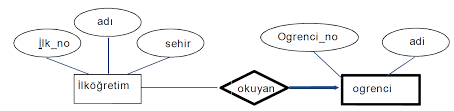 adı
İlk_no
sehir
Ogrenci_no
adi
İlköğretim
okuyan
ogrenci